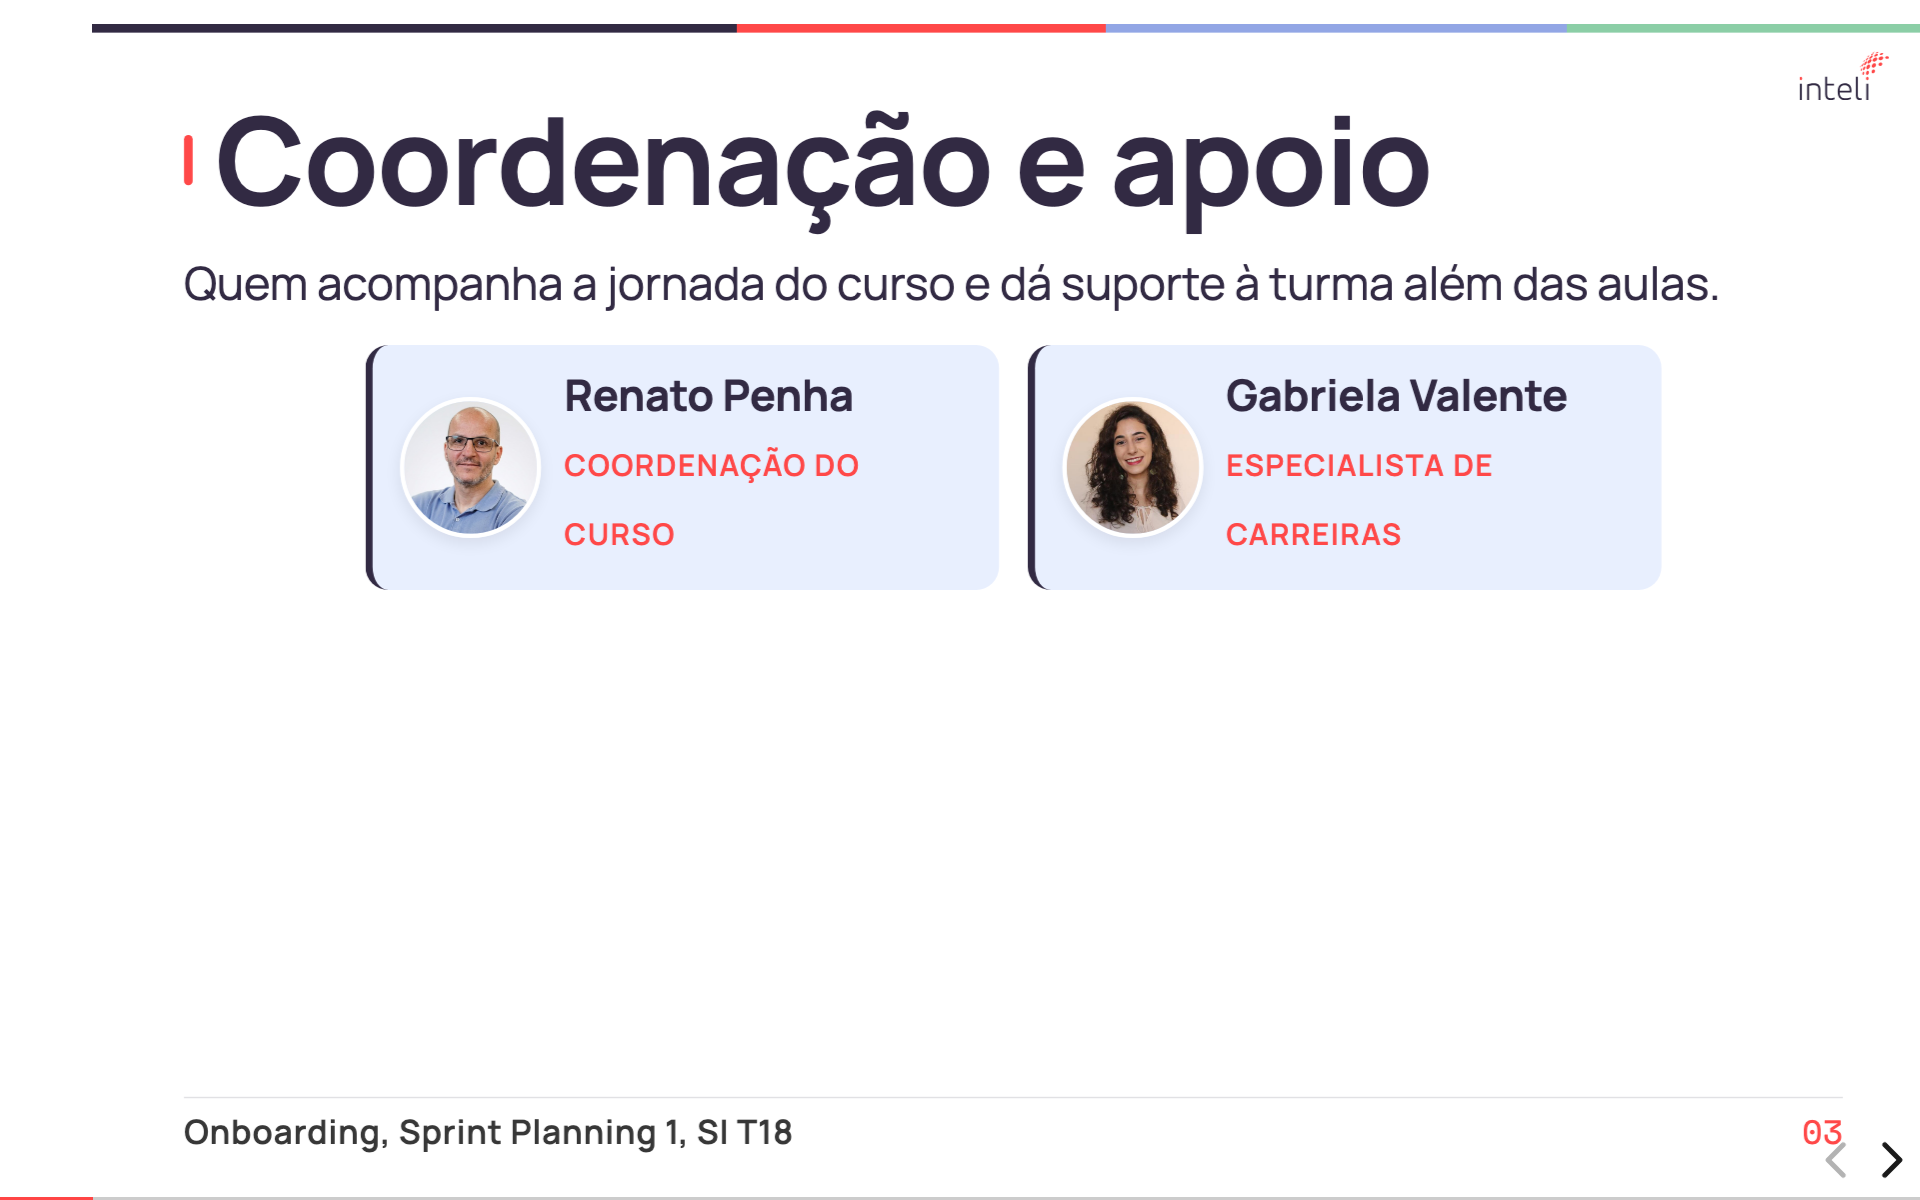 inteli
Coordenação e apoio
Quem acompanha a jornada do curso e dá suporte à turma além das aulas.
Renato Penha
COORDENAÇÃO DO
CURSO
Gabriela Valente
ESPECIALISTA DE
CARREIRAS
Onboarding, Sprint Planning 1, SI T18
03